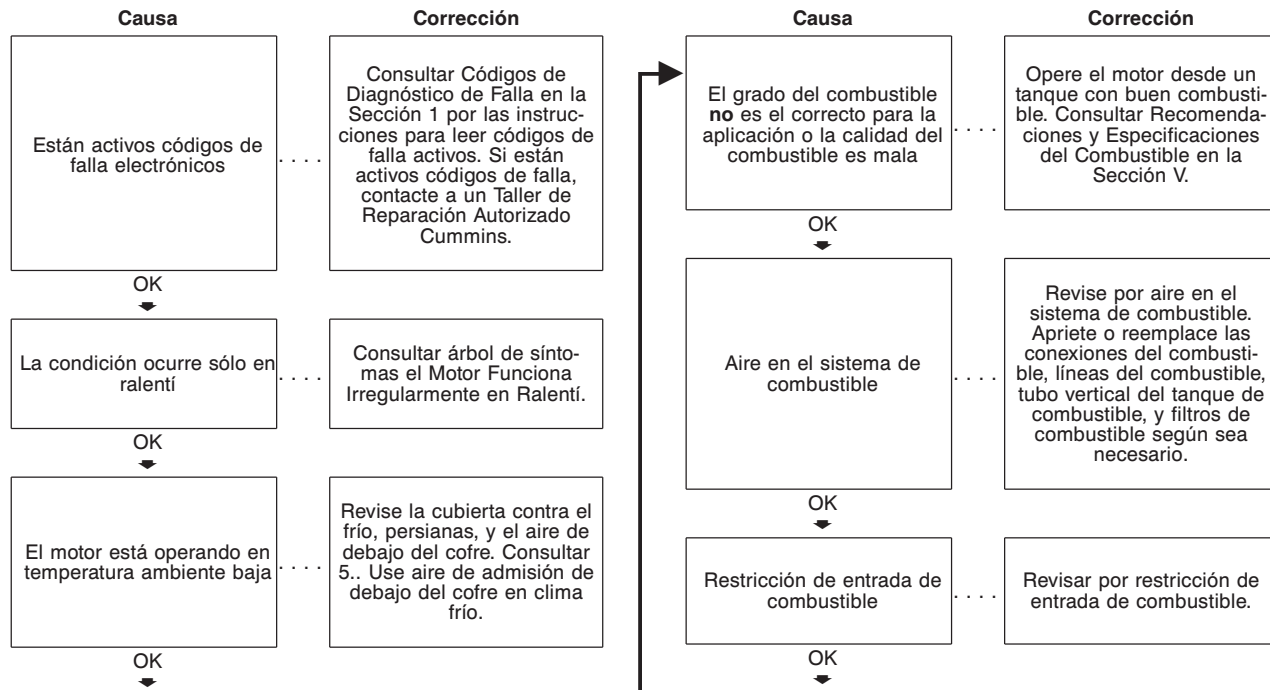 Causa
Corrección
Están activos códigos de
falla electrónicos
. . . .
Consultar Códigos de
Diagnóstico de Falla en la
Sección 1 por las instruc-
ciones para leer códigos de
falla activos. Si están
activos códigos de falla,
contacte a un Taller de
Reparación Autorizado
Cummins.
OK
La condición ocurre sólo en
ralentí
. . . .
Consultar árbol de sínto-
mas el Motor Funciona
Irregularmente en Ralentí.
OK
El motor está operando en
temperatura ambiente baja
. . . .
Revise la cubierta contra el
frío, persianas, y el aire de
debajo del cofre. Consultar
5.. Use aire de admisión de
debajo del cofre en clima
frío.
OK
Causa
Corrección
El grado del combustible
no es el correcto para la
aplicación o la calidad del
combustible es mala
. . . .
Opere el motor desde un
tanque con buen combusti-
ble. Consultar Recomenda-
ciones y Especificaciones
del Combustible en la
Sección V.
OK
Aire en el sistema de
combustible
. . . .
Revise por aire en el
sistema de combustible.
Apriete o reemplace las
conexiones del combusti-
ble, líneas del combustible,
tubo vertical del tanque de
combustible, y filtros de
combustible según sea
necesario.
OK
Restricción de entrada de
combustible
. . . .
Revisar por restricción de
entrada de combustible.
OK